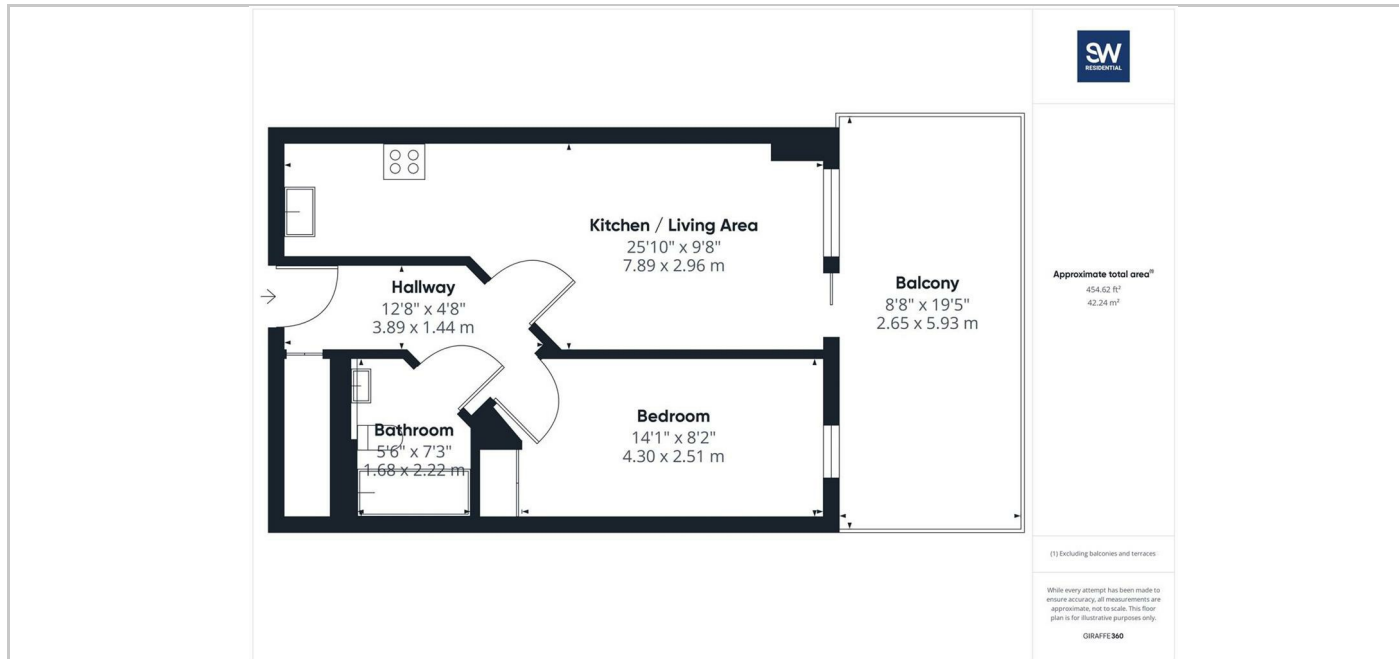 SW
RESIDENTIAL
Kitchen / Living Area
25'10" x 9'8"
7.89 x 2.96 m
Hallway
12'8" x 4'8"
3.89 x 1.44 m
Balcony
8'8" x 19'5"
2.65 x 5.93 m
Bathroom
5'6" x 7'3"
1.68 x 2.22 m
Bedroom
14'1" x 8'2"
4.30 x 2.51 m
Approximate total area⁽¹⁾
454.62 ft²
42.24 m²
(1) Excluding balconies and terraces
While every attempt has been made to
ensure accuracy, all measurements are
approximate, not to scale. This floor
plan is for illustrative purposes only.
GIRAFFE360